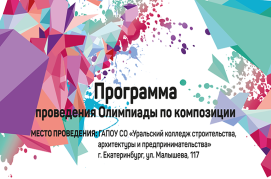 Программа
проведения Олимпиады по композиции
МЕСТО ПРОВЕДЕНИЯ: ГАПОУ СО «Уральский колледж строительства,
архитектуры и предпринимательства»
г. Екатеринбург, ул. Малышева, 117